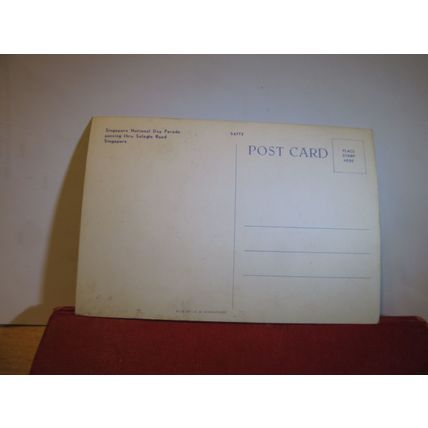 Singapore National Day Parade
passing thru Selegie Road
Singapore
POST CARD
PLACE
STAMP
HERE